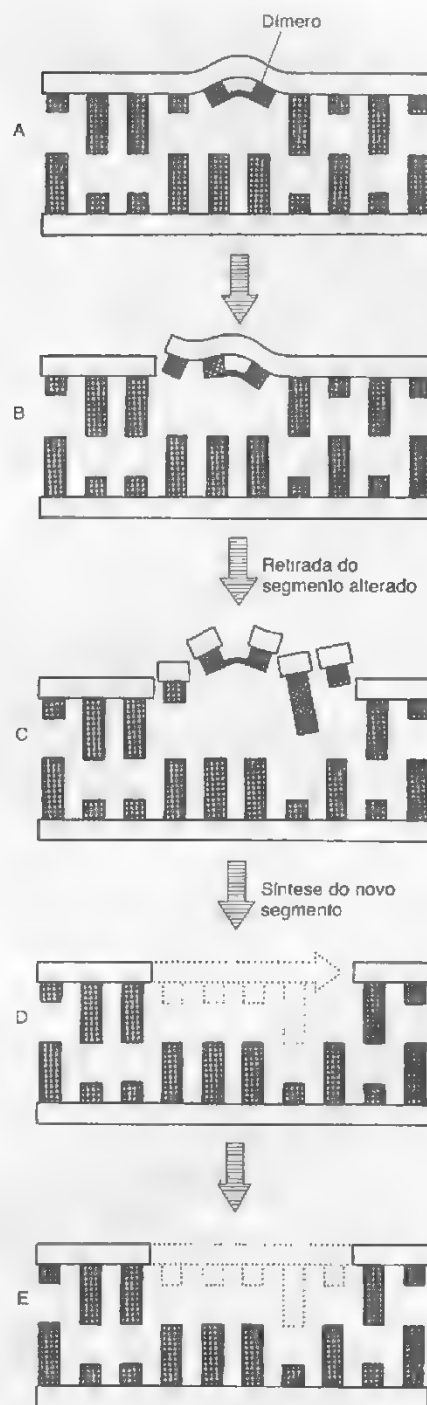 Dímero
A
B
Retirada do
segmento alterado
C
Síntese do novo
segmento
D
E